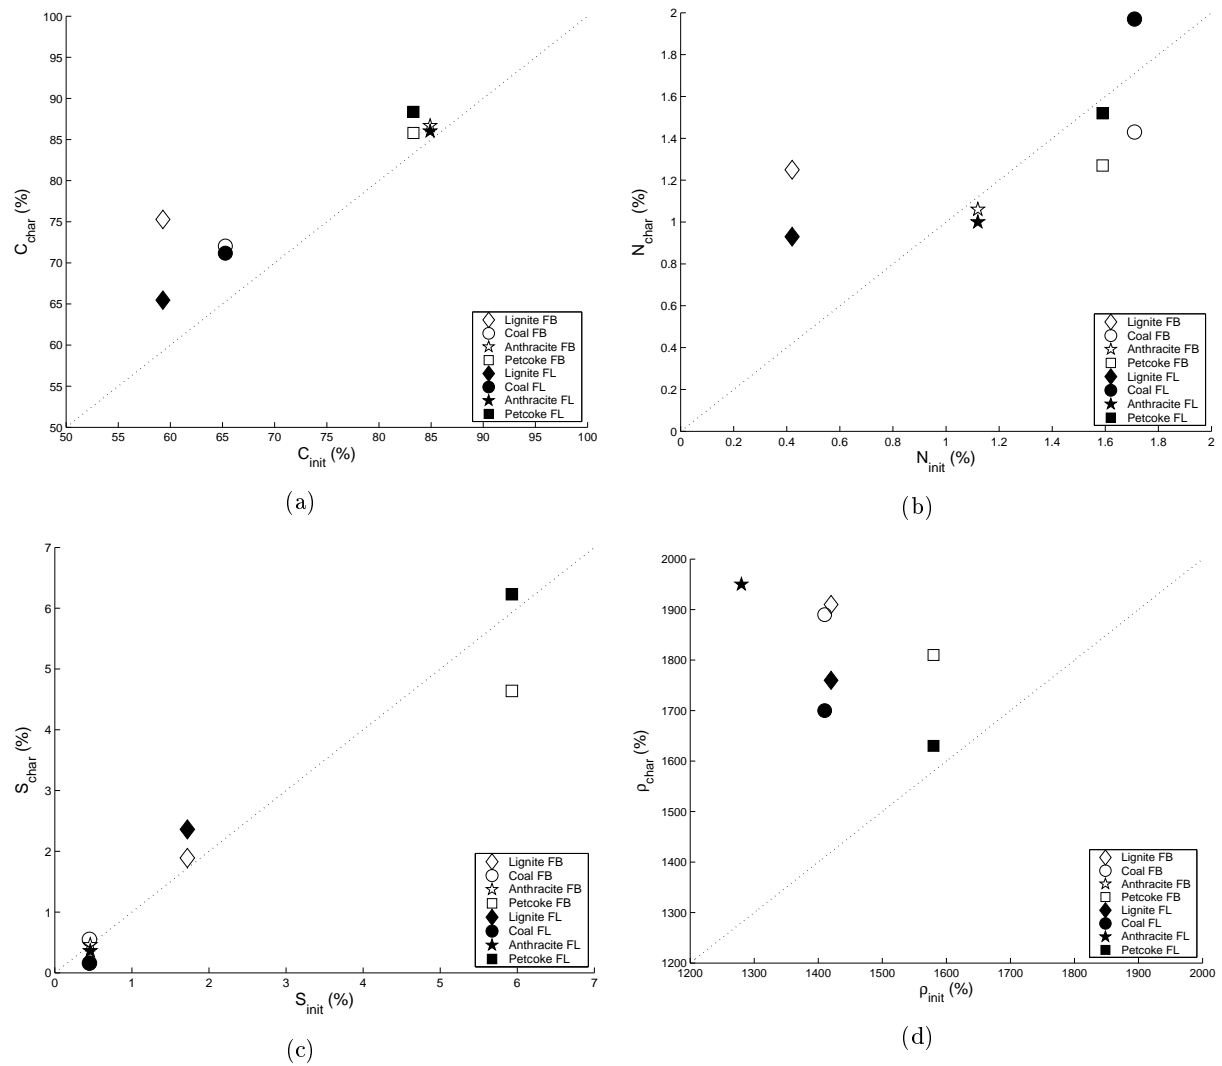 100
95
90
85
80
75
70
65
60
55
50
C_char (%)
50 55 60 65 70 75 80 85 90 95 100
C_init (%)
Lignite FB
Coal FB
Anthracite FB
Petcoke FB
Lignite FL
Coal FL
Anthracite FL
Petcoke FL
(a)
2
1.8
1.6
1.4
1.2
1
0.8
0.6
0.4
0.2
0
N_char (%)
0 0.2 0.4 0.6 0.8 1 1.2 1.4 1.6 1.8 2
N_init (%)
Lignite FB
Coal FB
Anthracite FB
Petcoke FB
Lignite FL
Coal FL
Anthracite FL
Petcoke FL
(b)
7
6
5
4
3
2
1
0
S_char (%)
0 1 2 3 4 5 6 7
S_init (%)
Lignite FB
Coal FB
Anthracite FB
Petcoke FB
Lignite FL
Coal FL
Anthracite FL
Petcoke FL
(c)
2000
1900
1800
1700
1600
1500
1400
1300
1200
ρ_char (%)
1200 1300 1400 1500 1600 1700 1800 1900 2000
ρ_init (%)
Lignite FB
Coal FB
Anthracite FB
Petcoke FB
Lignite FL
Coal FL
Anthracite FL
Petcoke FL
(d)